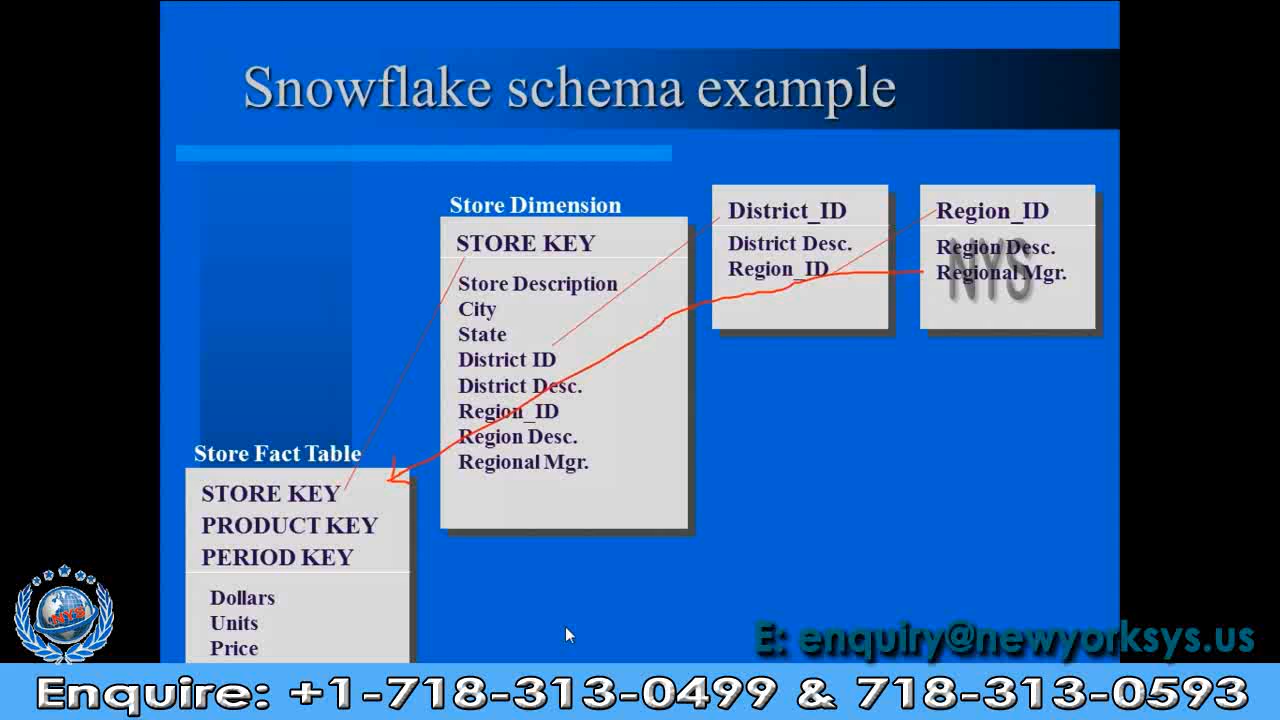 Snowflake schema example
Store Dimension
STORE KEY
Store Description
City
State
District ID
District Desc.
Region_ID
Region Desc.
Regional Mgr.
District_ID
District Desc.
Region_ID
Region_ID
Region Desc.
Regional Mgr.
NYS
Store Fact Table
STORE KEY
PRODUCT KEY
PERIOD KEY
Dollars
Units
Price
NYS
E: enquiry@newyorksys.us
Enquire: +1-718-313-0499 & 718-313-0593